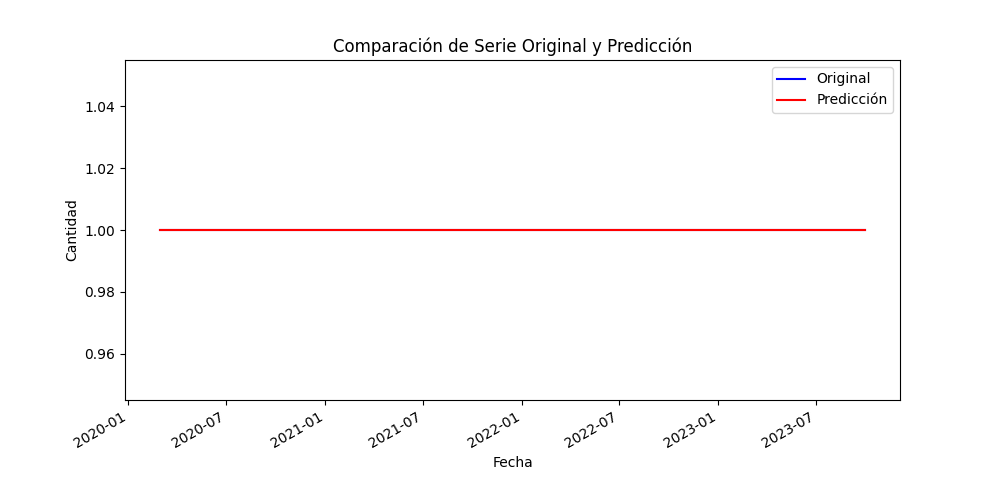 Comparación de Serie Original y Predicción
Original
Predicción
1.04
1.02
1.00
0.98
0.96
Cantidad
2020-01
2020-07
2021-01
2021-07
2022-01
2022-07
2023-01
2023-07
Fecha